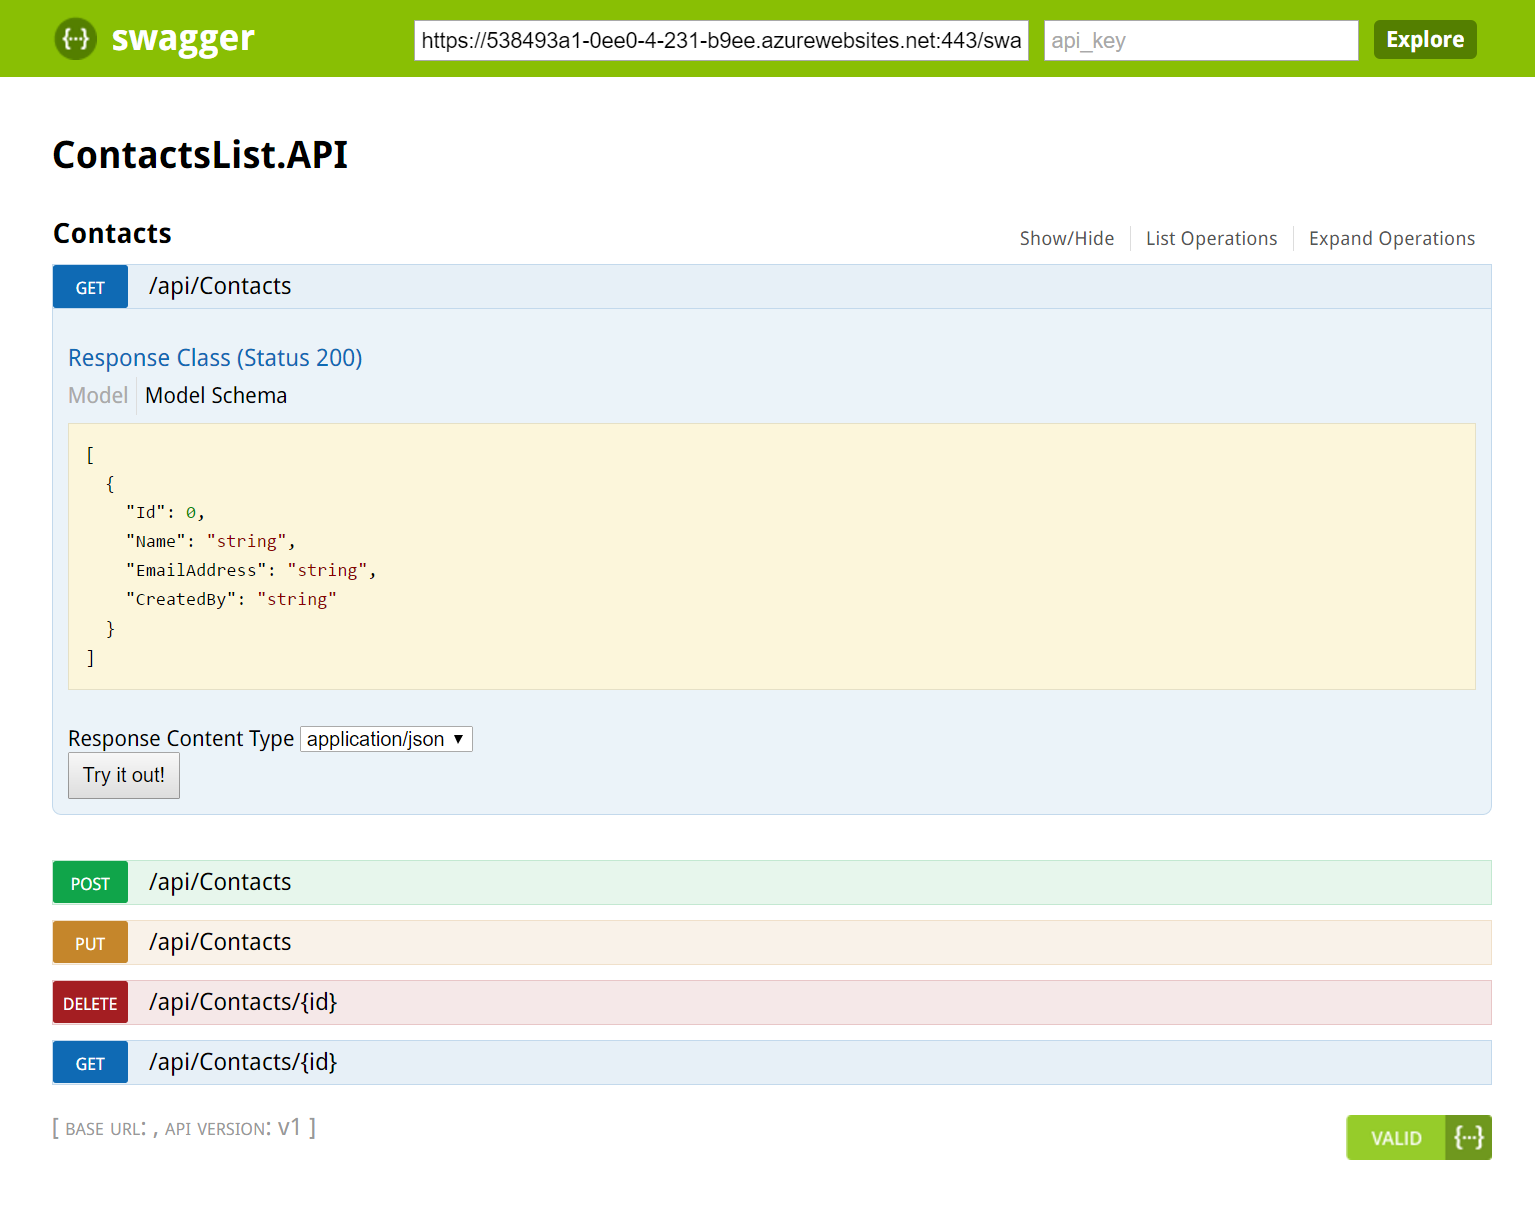 {···} swagger https://538493a1-0ee0-4-231-b9ee.azurewebsites.net:443/swa api_key Explore
ContactsList.API
Contacts Show/Hide List Operations Expand Operations
GET /api/Contacts
Response Class (Status 200)
Model Model Schema
[
  {
    "Id": 0,
    "Name": "string",
    "EmailAddress": "string",
    "CreatedBy": "string"
  }
]
Response Content Type application/json ▼
Try it out!
POST /api/Contacts
PUT /api/Contacts
DELETE /api/Contacts/{id}
GET /api/Contacts/{id}
[ BASE URL: , API VERSION: v1 ]
VALID {···}